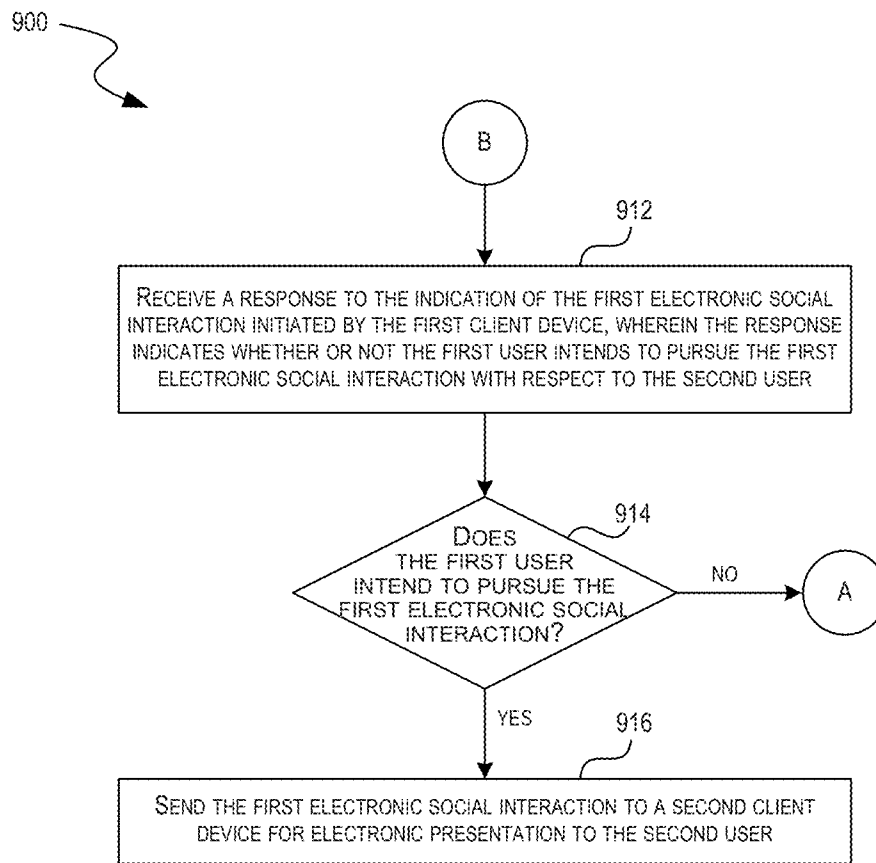 900
B
912
RECEIVE A RESPONSE TO THE INDICATION OF THE FIRST ELECTRONIC SOCIAL
INTERACTION INITIATED BY THE FIRST CLIENT DEVICE, WHEREIN THE RESPONSE
INDICATES WHETHER OR NOT THE FIRST USER INTENDS TO PURSUE THE FIRST
ELECTRONIC SOCIAL INTERACTION WITH RESPECT TO THE SECOND USER
914
DOES
THE FIRST USER
INTEND TO PURSUE THE
FIRST ELECTRONIC SOCIAL
INTERACTION?
NO
A
YES
916
SEND THE FIRST ELECTRONIC SOCIAL INTERACTION TO A SECOND CLIENT
DEVICE FOR ELECTRONIC PRESENTATION TO THE SECOND USER